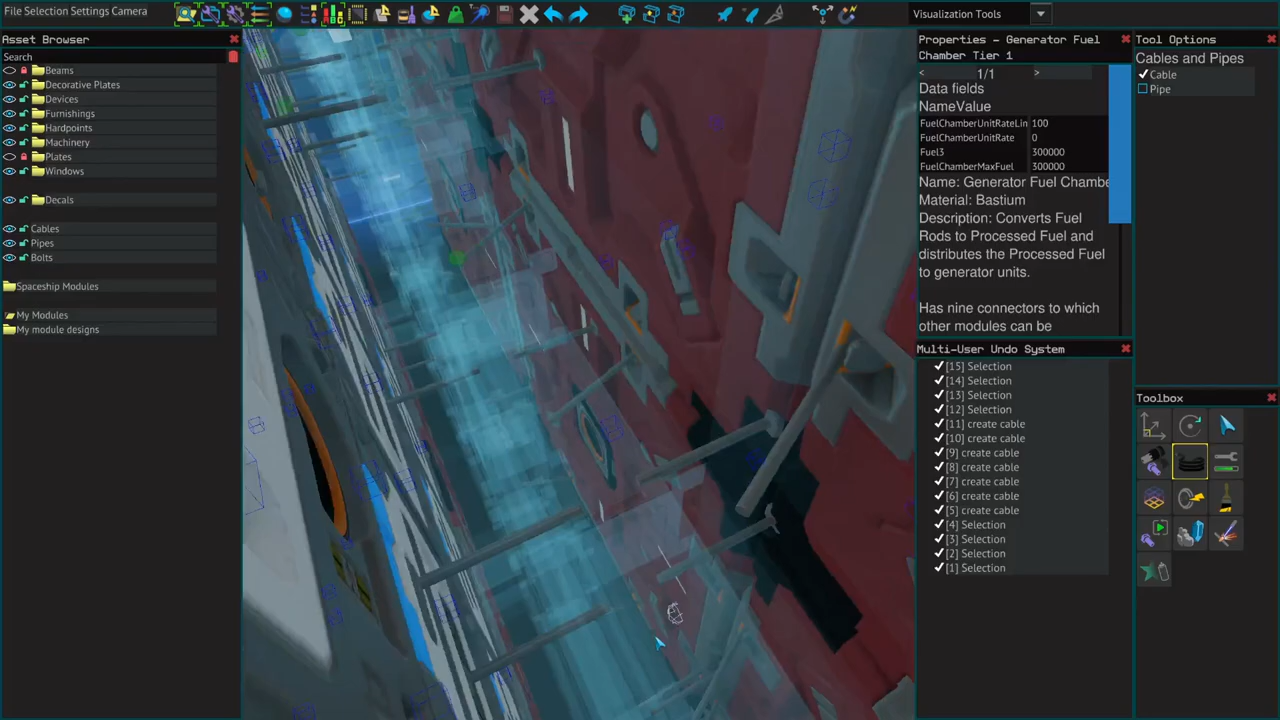 File Selection Settings Camera
Visualization Tools
Asset Browser
Search
Beams
Decorative Plates
Devices
Furnishings
Hardpoints
Machinery
Plates
Windows
Decals
Cables
Pipes
Bolts
Spaceship Modules
My Modules
My module designs
Properties - Generator Fuel
Chamber Tier 1
< 1/1 >
Data fields
NameValue
FuelChamberUnitRateLin 100
FuelChamberUnitRate 0
Fuel3 300000
FuelChamberMaxFuel 300000
Name: Generator Fuel Chambe
Material: Bastium
Description: Converts Fuel
Rods to Processed Fuel and
distributes the Processed Fuel
to generator units.
Has nine connectors to which
other modules can be
Multi-User Undo System
[15] Selection
[14] Selection
[13] Selection
[12] Selection
[11] create cable
[10] create cable
[9] create cable
[8] create cable
[7] create cable
[6] create cable
[5] create cable
[4] Selection
[3] Selection
[2] Selection
[1] Selection
Tool Options
Cables and Pipes
Cable
Pipe
Toolbox